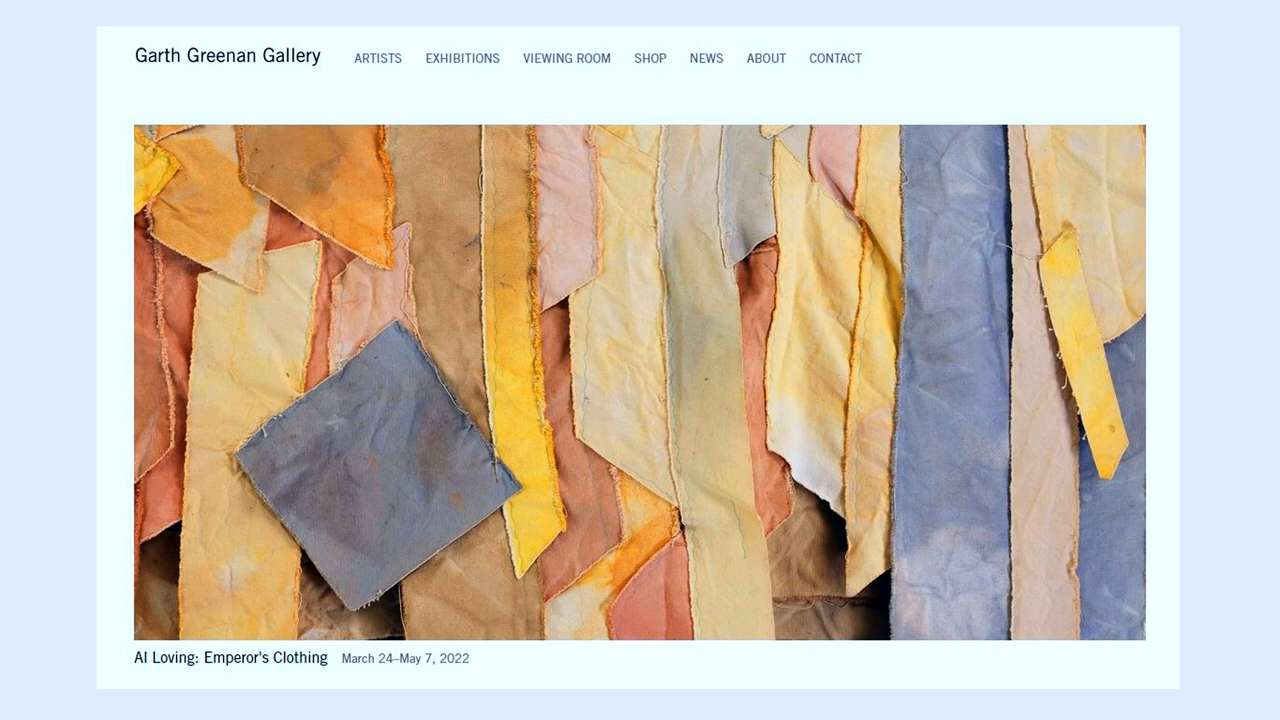 Garth Greenan Gallery ARTISTS EXHIBITIONS VIEWING ROOM SHOP NEWS ABOUT CONTACT
Al Loving: Emperor's Clothing March 24–May 7, 2022